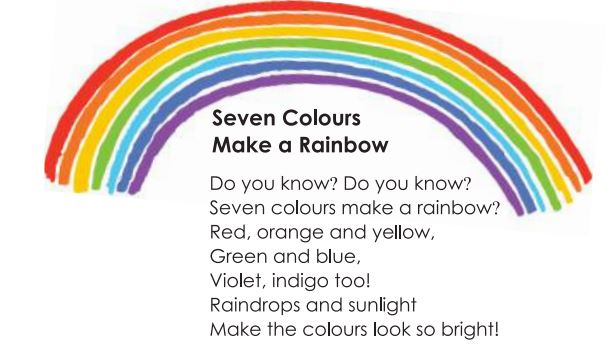 Seven Colours
Make a Rainbow
Do you know? Do you know?
Seven colours make a rainbow?
Red, orange and yellow,
Green and blue,
Violet, indigo too!
Raindrops and sunlight
Make the colours look so bright!